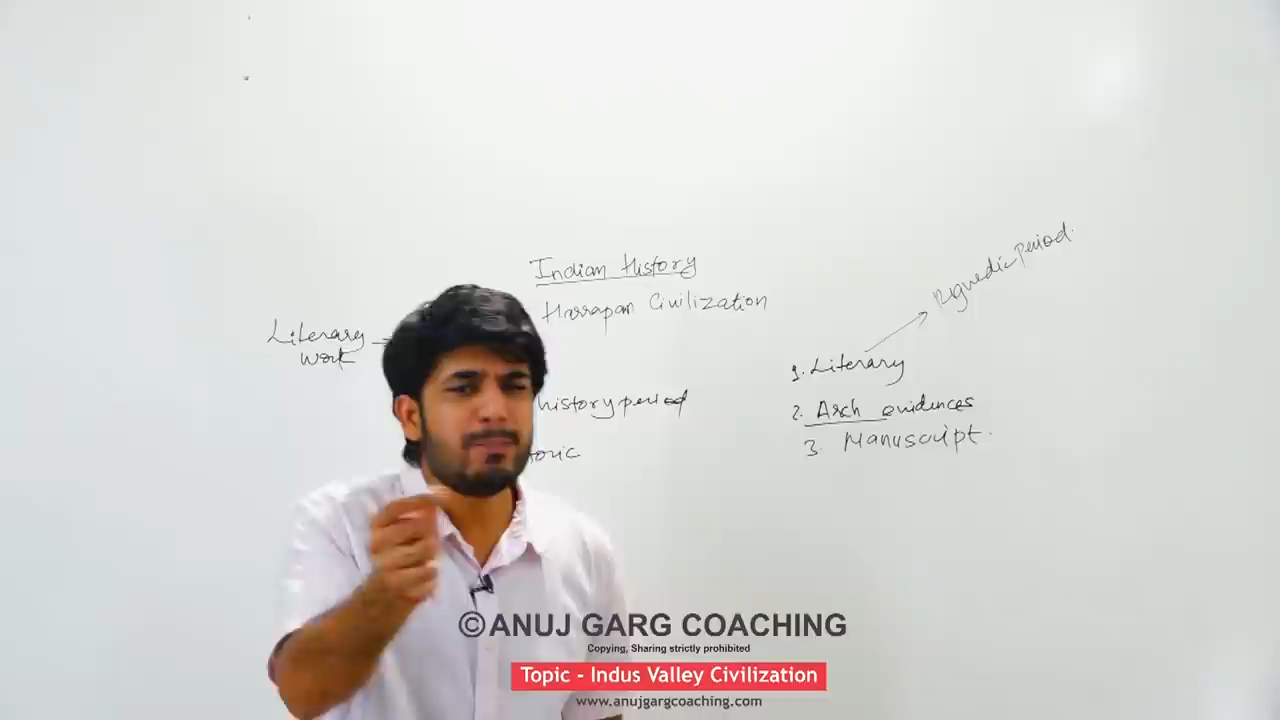 Indian History
Harrapan Civilization
Literary
work
history period
toric
Rigvedic Period.
1. Literary
2. Arch evidences
3. Manuscript.
©ANUJ GARG COACHING
Copying, Sharing strictly prohibited
Topic - Indus Valley Civilization
www.anujgargcoaching.com